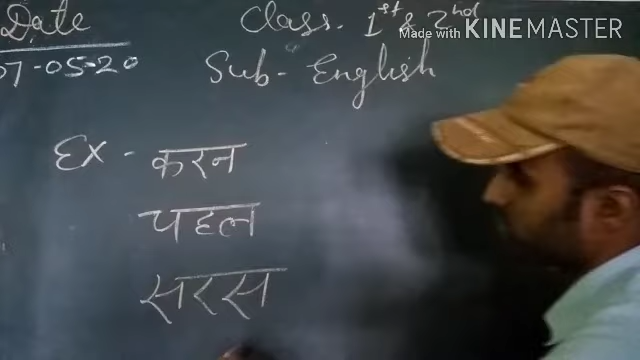 Date Class. 1st & 2nd
07-05-20 Sub- English
Ex - करन
पहल
सरस
Made with KINEMASTER